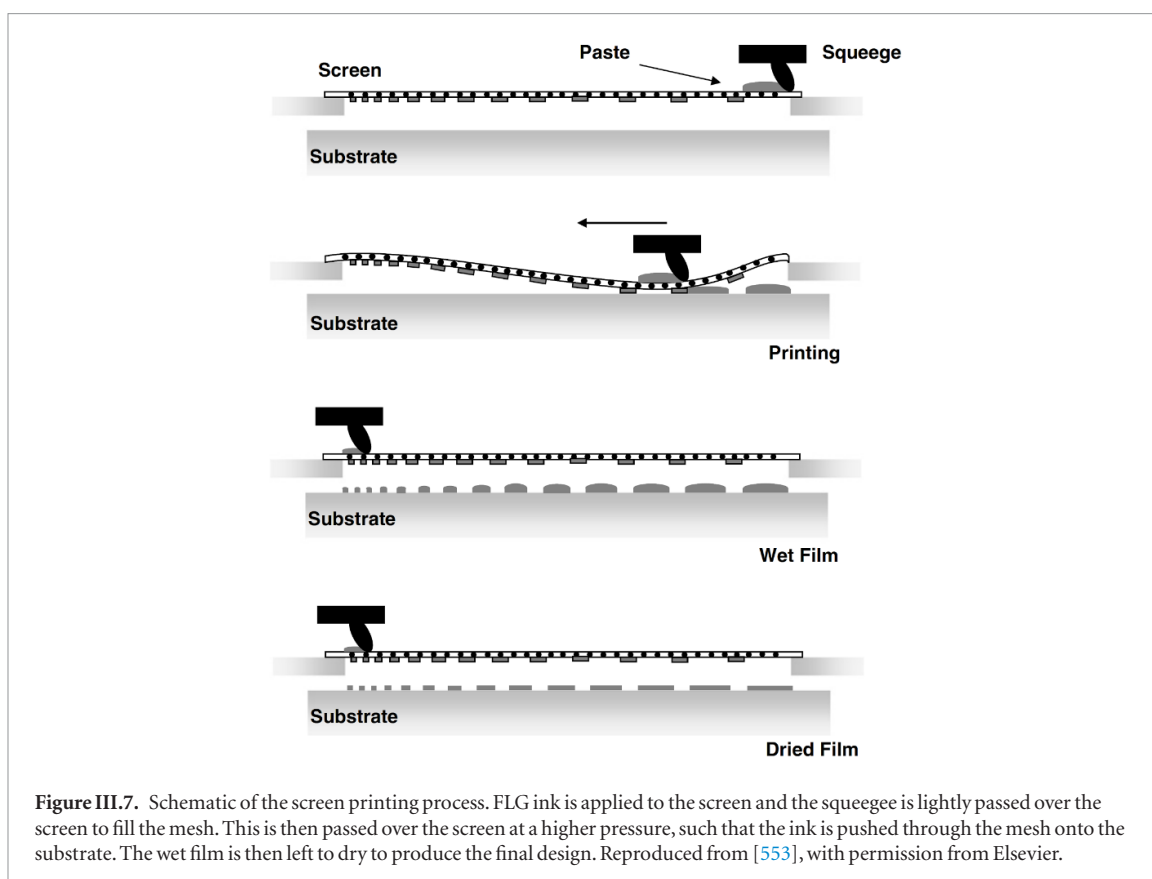 Paste
Squeege
Screen
Substrate
Substrate
Printing
Substrate
Wet Film
Substrate
Dried Film
Figure III.7. Schematic of the screen printing process. FLG ink is applied to the screen and the squeegee is lightly passed over the
screen to fill the mesh. This is then passed over the screen at a higher pressure, such that the ink is pushed through the mesh onto the
substrate. The wet film is then left to dry to produce the final design. Reproduced from [553], with permission from Elsevier.